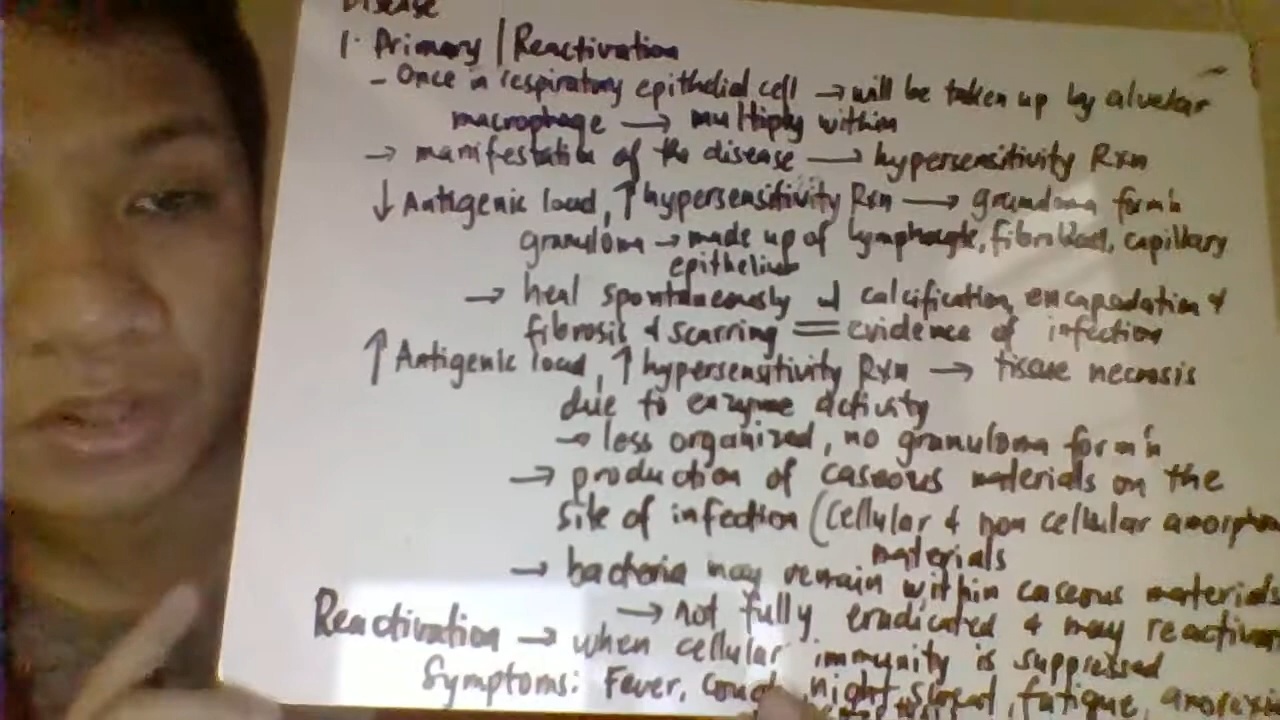 Disease
1. Primary | Reactivation
- Once in respiratory epithelial cell → will be taken up by alveolar
macrophage → multiply within
→ manifestation of the disease → hypersensitivity Rxn
↓ Antigenic load, ↑ hypersensitivity Rxn → granuloma form'n
granuloma → made up of lymphocyte, fibroblast, capillary
epithelium
→ heal spontaneously w/ calcification, encapsulation &
fibrosis & scarring = evidence of infection
↑ Antigenic load, ↑ hypersensitivity Rxn → tissue necrosis
due to enzyme activity
→ less organized, no granuloma form'n
→ production of caseous materials on the
site of infection (cellular & non cellular
materials
→ bacteria may remain within caseous materials
→ not fully eradicated & may
Reactivation → when cellular immunity is suppressed
Symptoms: Fever, cough, night sweat, fatigue,